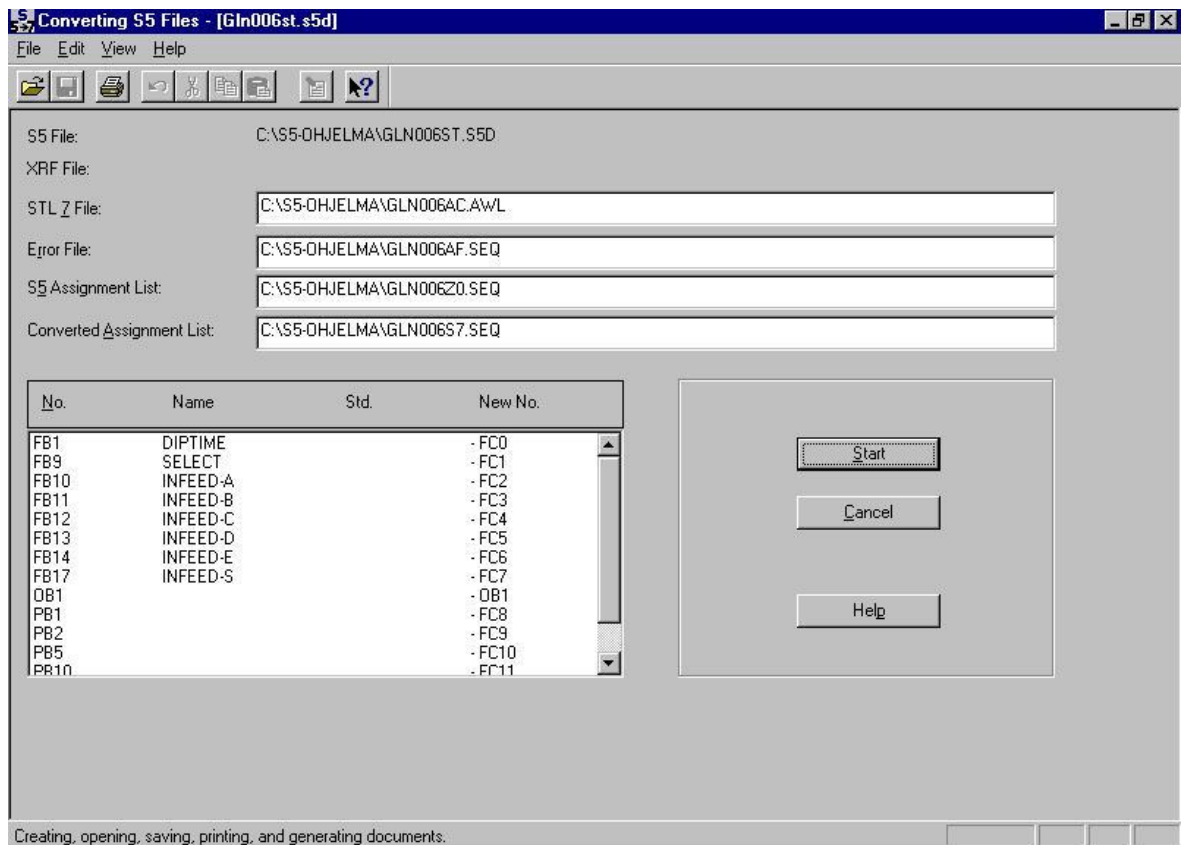 Converting S5 Files - [Gln006st.s5d]
File Edit View Help
S5 File: C:\S5-OHJELMA\GLN006ST.S5D
XRF File:
STL 7 File: C:\S5-OHJELMA\GLN006AC.AWL
Error File: C:\S5-OHJELMA\GLN006AF.SEQ
S5 Assignment List: C:\S5-OHJELMA\GLN006Z0.SEQ
Converted Assignment List: C:\S5-OHJELMA\GLN006S7.SEQ
No. Name Std. New No.
FB1 DIPTIME - FC0
FB9 SELECT - FC1
FB10 INFEED-A - FC2
FB11 INFEED-B - FC3
FB12 INFEED-C - FC4
FB13 INFEED-D - FC5
FB14 INFEED-E - FC6
FB17 INFEED-S - FC7
OB1 - OB1
PB1 - FC8
PB2 - FC9
PB5 - FC10
PB10 - FC11
Start
Cancel
Help
Creating, opening, saving, printing, and generating documents.